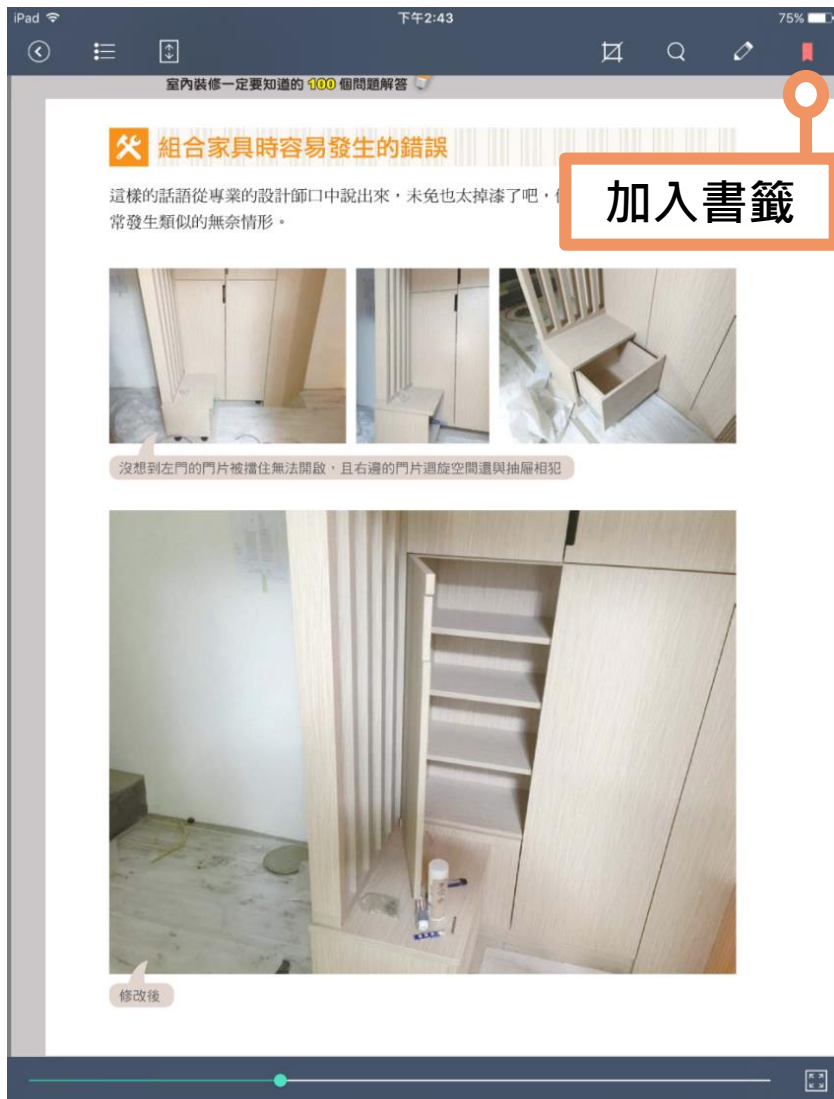 iPad
下午2:43
75%
室內裝修一定要知道的 100 個問題解答
組合家具時容易發生的錯誤
加入書籤
這樣的話語從專業的設計師口中說出來,未免也太掉漆了吧,
常發生類似的無奈情形。
沒想到左門的門片被擋住無法開啟,且右邊的門片迴旋空間還與抽屜相犯
修改後